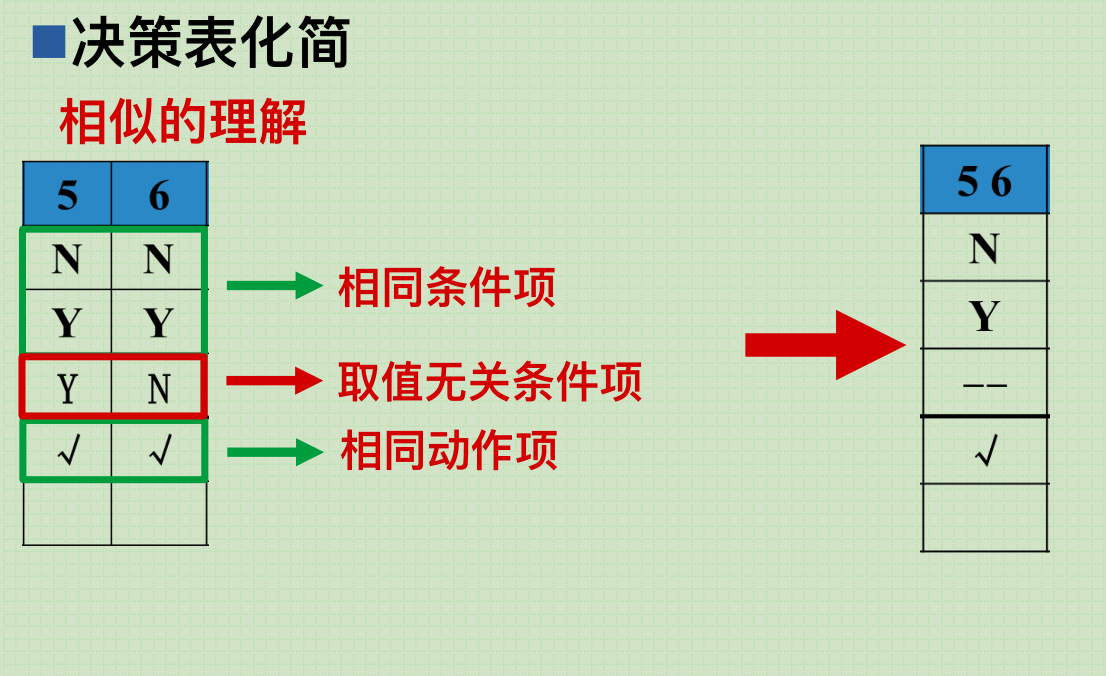 决策表化简
相似的理解
5 6
N N
Y Y
Y N
√ √
相同条件项
取值无关条件项
相同动作项
5 6
N
Y
——
√